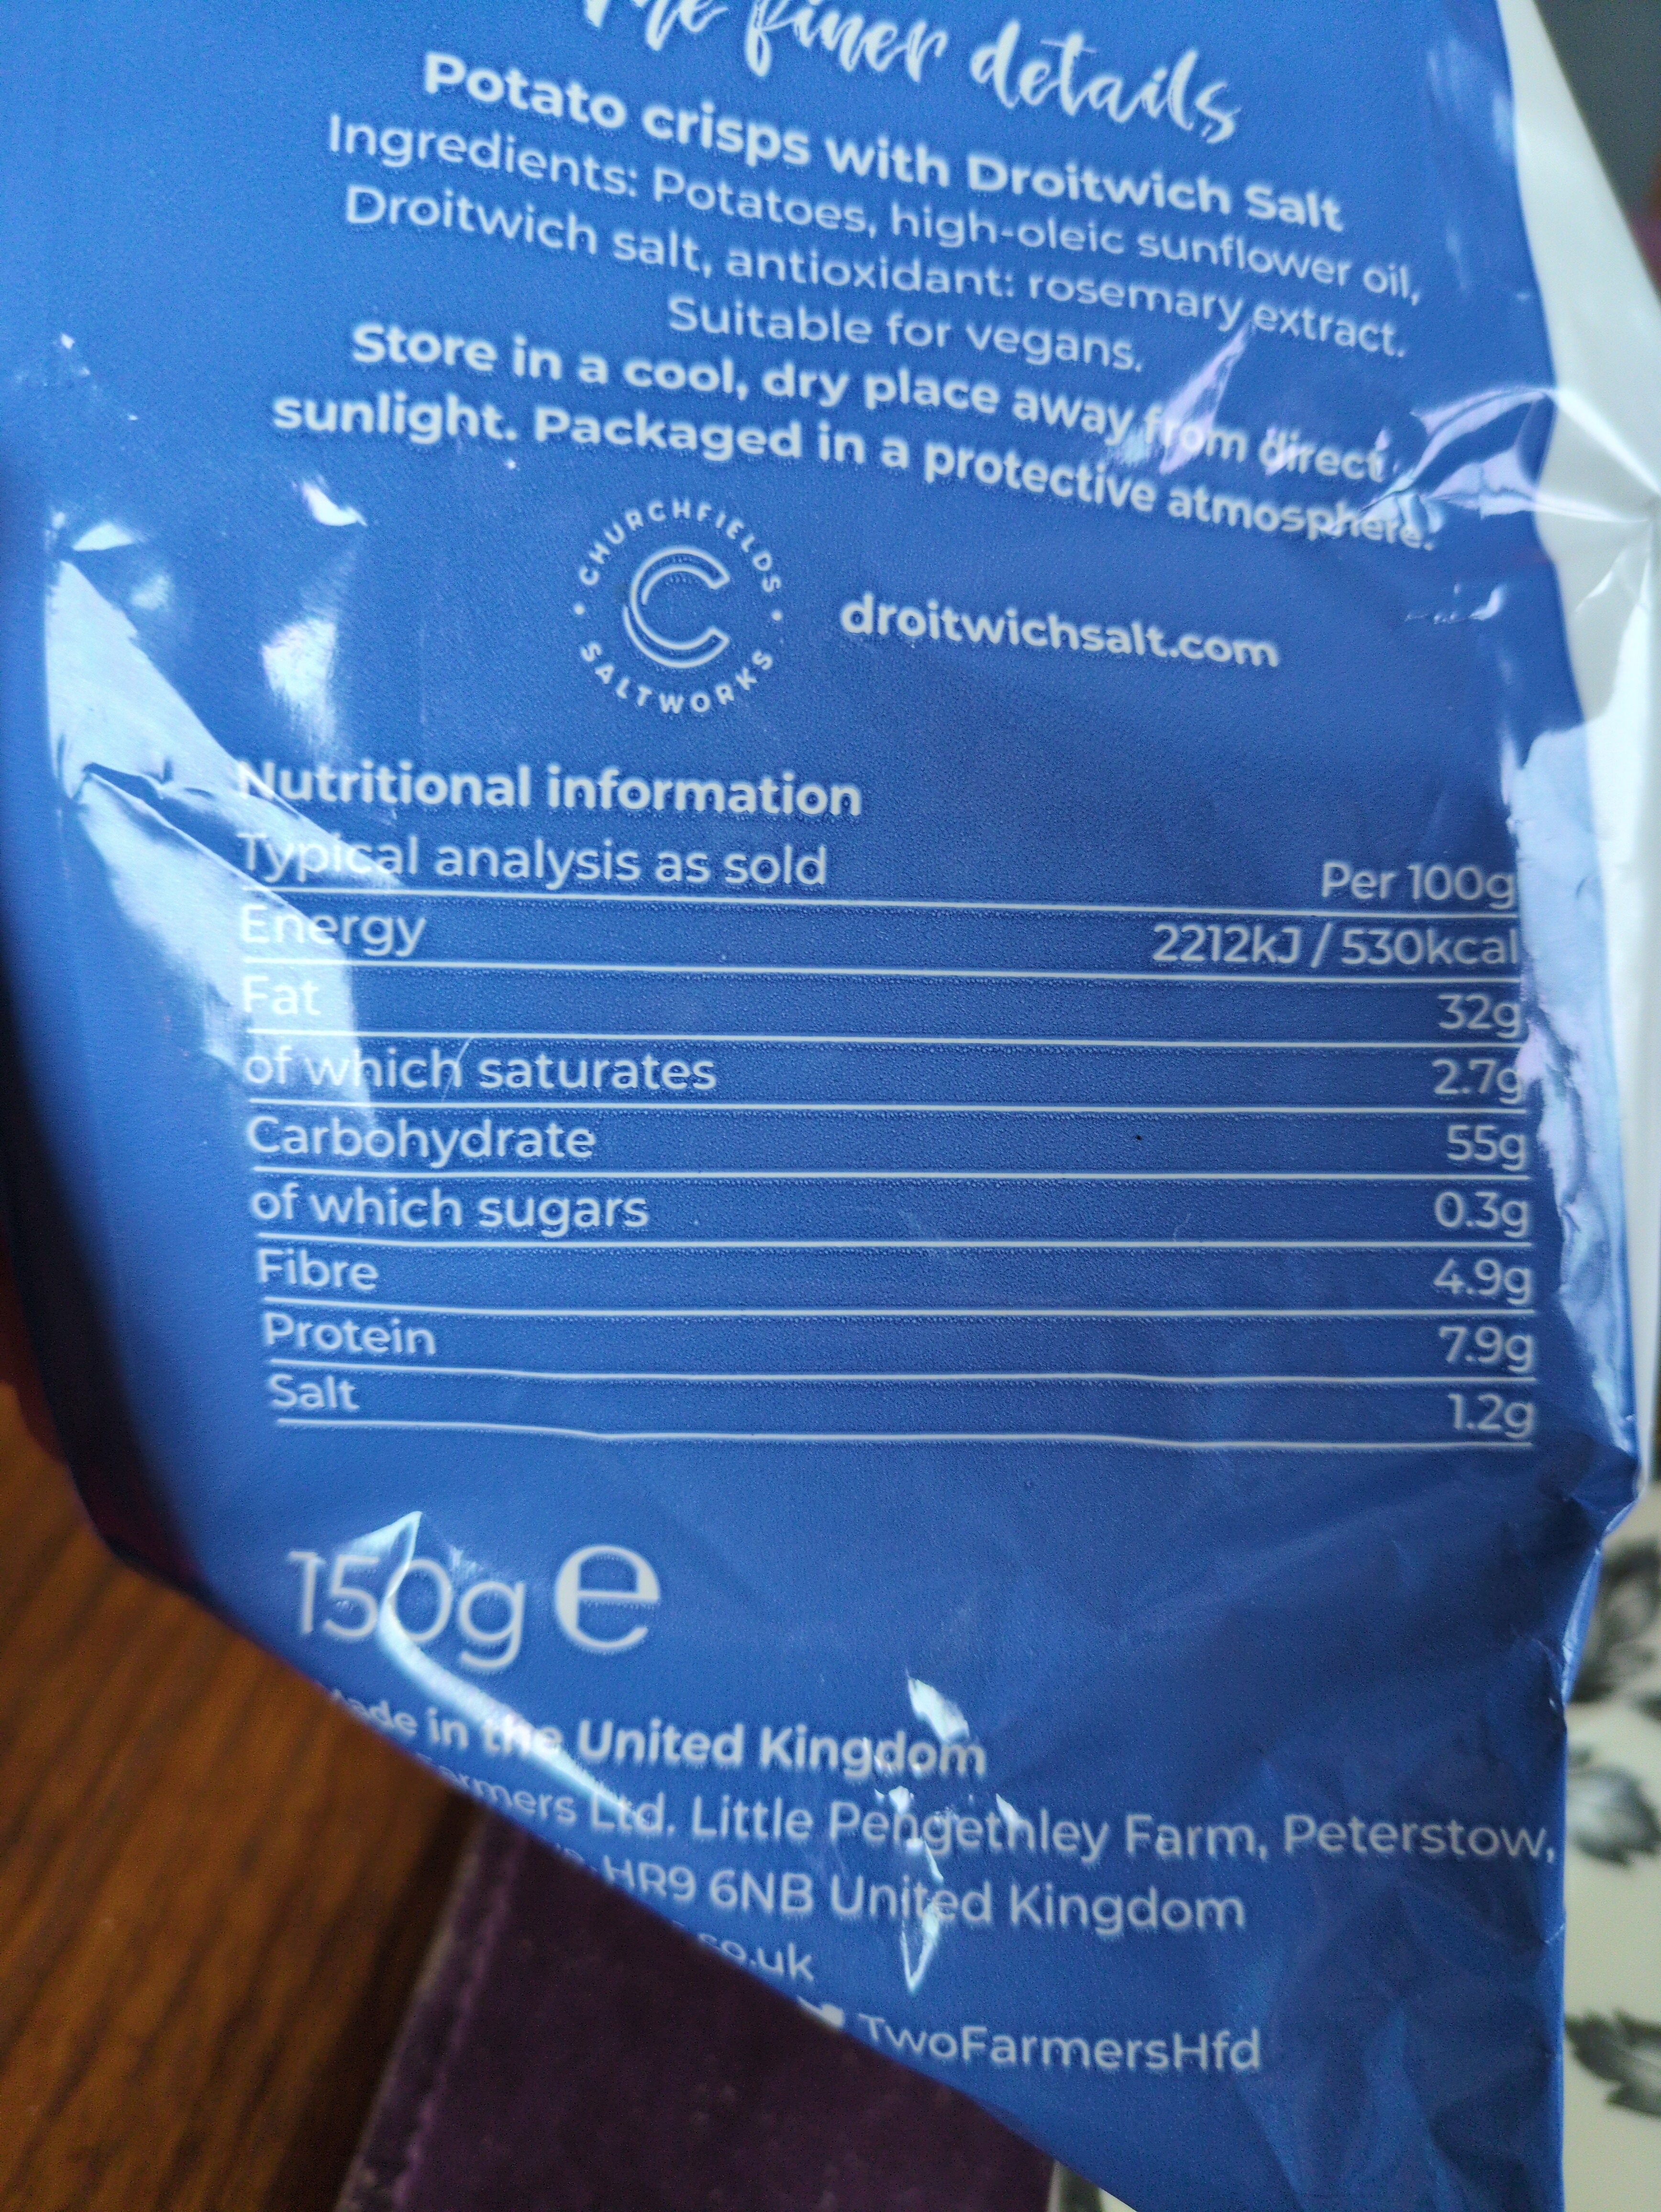 The finer details
Potato crisps with Droitwich Salt
Ingredients: Potatoes, high-oleic sunflower oil,
Droitwich salt, antioxidant: rosemary extract.
Suitable for vegans.
Store in a cool, dry place away from direct
sunlight. Packaged in a protective atmosphere.
CHURCHFIELDS
C
SALTWORKS
droitwichsalt.com
Nutritional information
Typical analysis as sold Per 100g
Energy 2212kJ / 530kcal
Fat 32g
of which saturates 2.7g
Carbohydrate 55g
of which sugars 0.3g
Fibre 4.9g
Protein 7.9g
Salt 1.2g
150g e
in the United Kingdom
Ltd. Little Pengethley Farm, Peterstow,
HR9 6NB United Kingdom
TwoFarmersHfd